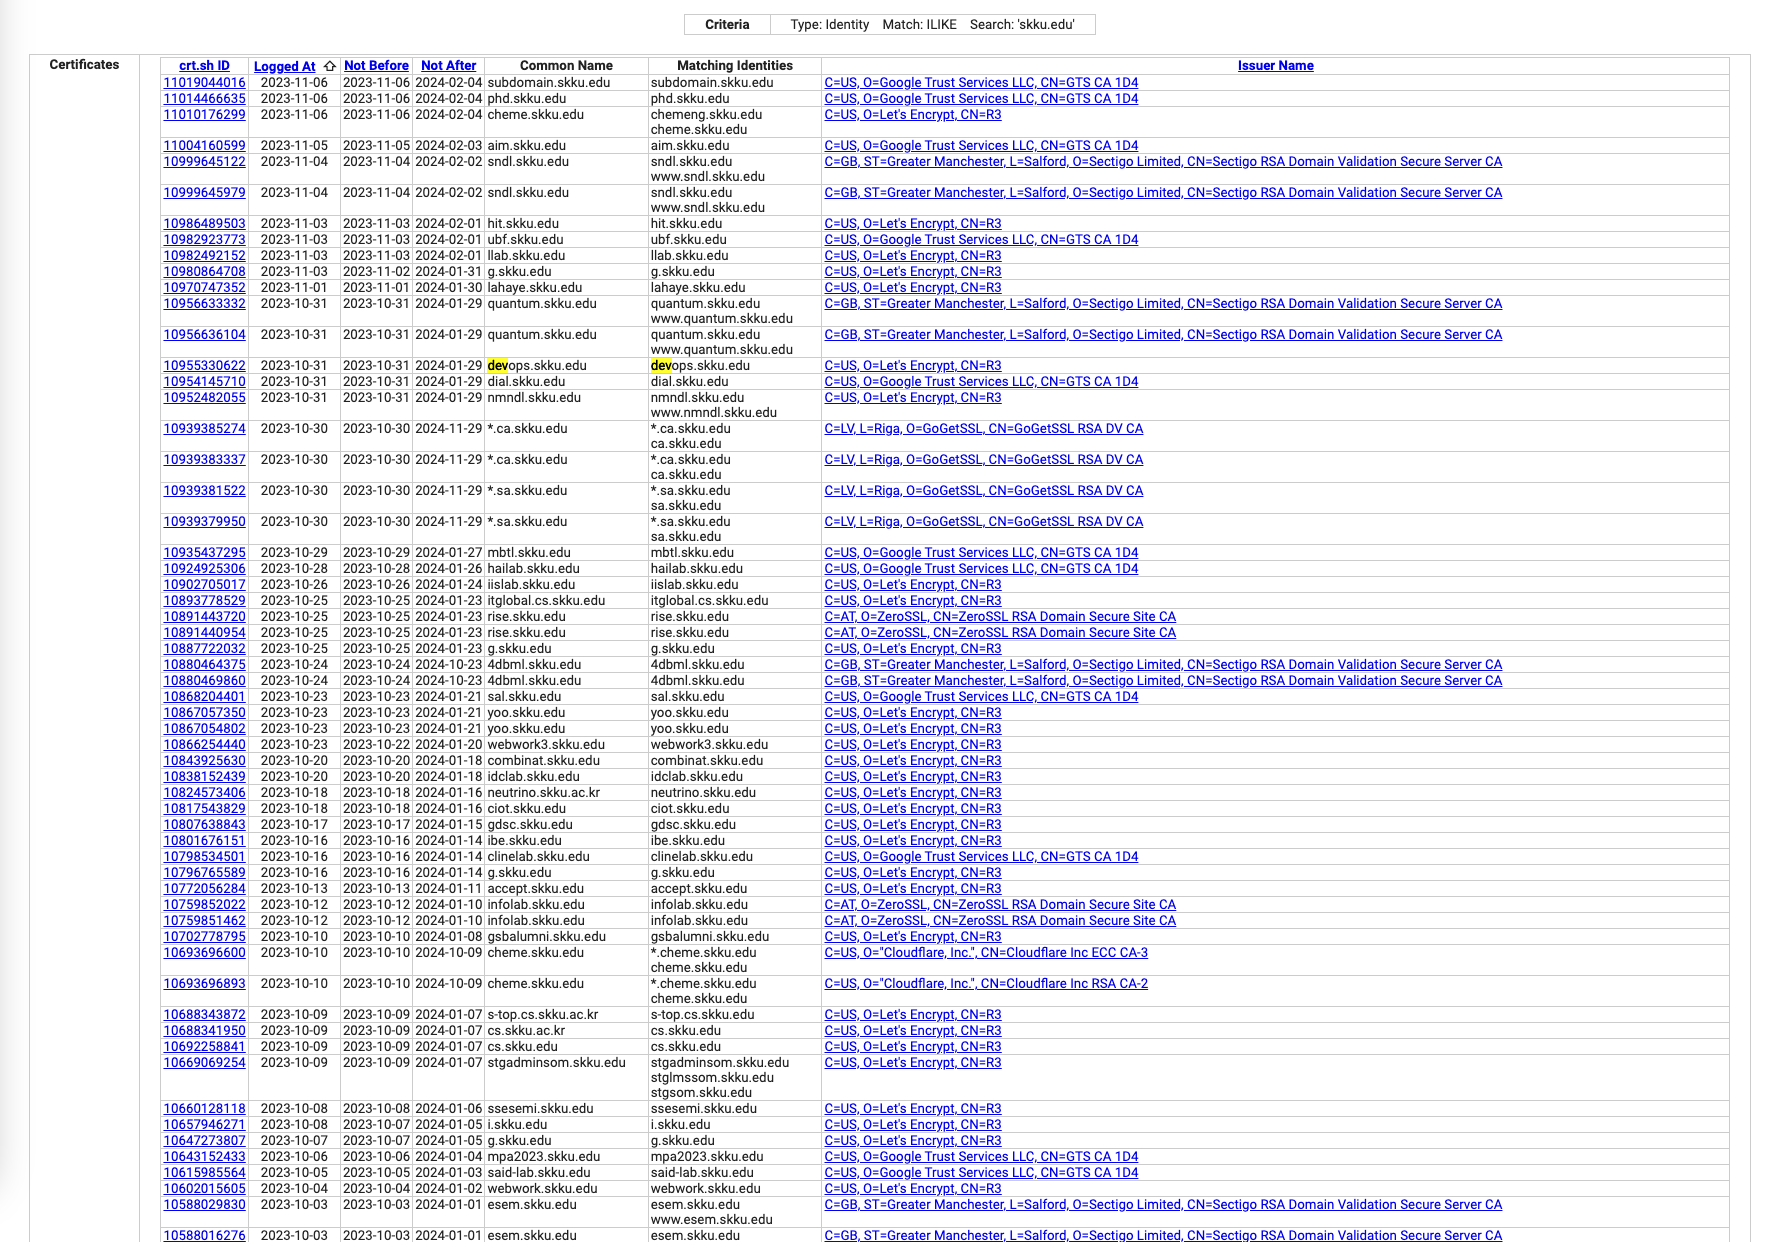 Criteria Type: Identity Match: ILIKE Search: 'skku.edu'
Certificates crt.sh ID Logged At ⇧ Not Before Not After Common Name Matching Identities Issuer Name
11019044016 2023-11-06 2023-11-06 2024-02-04 subdomain.skku.edu subdomain.skku.edu C=US, O=Google Trust Services LLC, CN=GTS CA 1D4
11014466635 2023-11-06 2023-11-06 2024-02-04 phd.skku.edu phd.skku.edu C=US, O=Google Trust Services LLC, CN=GTS CA 1D4
11010176299 2023-11-06 2023-11-06 2024-02-04 cheme.skku.edu chemeng.skku.edu C=US, O=Let's Encrypt, CN=R3
cheme.skku.edu
11004160599 2023-11-05 2023-11-05 2024-02-03 aim.skku.edu aim.skku.edu C=US, O=Google Trust Services LLC, CN=GTS CA 1D4
10999645122 2023-11-04 2023-11-04 2024-02-02 sndl.skku.edu sndl.skku.edu C=GB, ST=Greater Manchester, L=Salford, O=Sectigo Limited, CN=Sectigo RSA Domain Validation Secure Server CA
www.sndl.skku.edu
10999645979 2023-11-04 2023-11-04 2024-02-02 sndl.skku.edu sndl.skku.edu C=GB, ST=Greater Manchester, L=Salford, O=Sectigo Limited, CN=Sectigo RSA Domain Validation Secure Server CA
www.sndl.skku.edu
10986489503 2023-11-03 2023-11-03 2024-02-01 hit.skku.edu hit.skku.edu C=US, O=Let's Encrypt, CN=R3
10982923773 2023-11-03 2023-11-03 2024-02-01 ubf.skku.edu ubf.skku.edu C=US, O=Google Trust Services LLC, CN=GTS CA 1D4
10982492152 2023-11-03 2023-11-03 2024-02-01 llab.skku.edu llab.skku.edu C=US, O=Let's Encrypt, CN=R3
10980864708 2023-11-03 2023-11-02 2024-01-31 g.skku.edu g.skku.edu C=US, O=Let's Encrypt, CN=R3
10970747352 2023-11-01 2023-11-01 2024-01-30 lahaye.skku.edu lahaye.skku.edu C=US, O=Let's Encrypt, CN=R3
10956633332 2023-10-31 2023-10-31 2024-01-29 quantum.skku.edu quantum.skku.edu C=GB, ST=Greater Manchester, L=Salford, O=Sectigo Limited, CN=Sectigo RSA Domain Validation Secure Server CA
www.quantum.skku.edu
10956636104 2023-10-31 2023-10-31 2024-01-29 quantum.skku.edu quantum.skku.edu C=GB, ST=Greater Manchester, L=Salford, O=Sectigo Limited, CN=Sectigo RSA Domain Validation Secure Server CA
www.quantum.skku.edu
10955330622 2023-10-31 2023-10-31 2024-01-29 devops.skku.edu devops.skku.edu C=US, O=Let's Encrypt, CN=R3
10954145710 2023-10-31 2023-10-31 2024-01-29 dial.skku.edu dial.skku.edu C=US, O=Google Trust Services LLC, CN=GTS CA 1D4
10952482055 2023-10-31 2023-10-31 2024-01-29 nmndl.skku.edu nmndl.skku.edu C=US, O=Let's Encrypt, CN=R3
www.nmndl.skku.edu
10939385274 2023-10-30 2023-10-30 2024-11-29 *.ca.skku.edu *.ca.skku.edu C=LV, L=Riga, O=GoGetSSL, CN=GoGetSSL RSA DV CA
ca.skku.edu
10939383337 2023-10-30 2023-10-30 2024-11-29 *.ca.skku.edu *.ca.skku.edu C=LV, L=Riga, O=GoGetSSL, CN=GoGetSSL RSA DV CA
ca.skku.edu
10939381522 2023-10-30 2023-10-30 2024-11-29 *.sa.skku.edu *.sa.skku.edu C=LV, L=Riga, O=GoGetSSL, CN=GoGetSSL RSA DV CA
sa.skku.edu
10939379950 2023-10-30 2023-10-30 2024-11-29 *.sa.skku.edu *.sa.skku.edu C=LV, L=Riga, O=GoGetSSL, CN=GoGetSSL RSA DV CA
sa.skku.edu
10935437295 2023-10-29 2023-10-29 2024-01-27 mbtl.skku.edu mbtl.skku.edu C=US, O=Google Trust Services LLC, CN=GTS CA 1D4
10924925306 2023-10-28 2023-10-28 2024-01-26 hailab.skku.edu hailab.skku.edu C=US, O=Google Trust Services LLC, CN=GTS CA 1D4
10902705017 2023-10-26 2023-10-26 2024-01-24 iislab.skku.edu iislab.skku.edu C=US, O=Let's Encrypt, CN=R3
10893778529 2023-10-25 2023-10-25 2024-01-23 itglobal.cs.skku.edu itglobal.cs.skku.edu C=US, O=Let's Encrypt, CN=R3
10891443720 2023-10-25 2023-10-25 2024-01-23 rise.skku.edu rise.skku.edu C=AT, O=ZeroSSL, CN=ZeroSSL RSA Domain Secure Site CA
10891440954 2023-10-25 2023-10-25 2024-01-23 rise.skku.edu rise.skku.edu C=AT, O=ZeroSSL, CN=ZeroSSL RSA Domain Secure Site CA
10887722032 2023-10-25 2023-10-25 2024-01-23 g.skku.edu g.skku.edu C=US, O=Let's Encrypt, CN=R3
10880464375 2023-10-24 2023-10-24 2024-10-23 4dbml.skku.edu 4dbml.skku.edu C=GB, ST=Greater Manchester, L=Salford, O=Sectigo Limited, CN=Sectigo RSA Domain Validation Secure Server CA
10880469860 2023-10-24 2023-10-24 2024-10-23 4dbml.skku.edu 4dbml.skku.edu C=GB, ST=Greater Manchester, L=Salford, O=Sectigo Limited, CN=Sectigo RSA Domain Validation Secure Server CA
10868204401 2023-10-23 2023-10-23 2024-01-21 sal.skku.edu sal.skku.edu C=US, O=Google Trust Services LLC, CN=GTS CA 1D4
10867057350 2023-10-23 2023-10-23 2024-01-21 yoo.skku.edu yoo.skku.edu C=US, O=Let's Encrypt, CN=R3
10867054802 2023-10-23 2023-10-23 2024-01-21 yoo.skku.edu yoo.skku.edu C=US, O=Let's Encrypt, CN=R3
10866254440 2023-10-23 2023-10-22 2024-01-20 webwork3.skku.edu webwork3.skku.edu C=US, O=Let's Encrypt, CN=R3
10843925630 2023-10-20 2023-10-20 2024-01-18 combinat.skku.edu combinat.skku.edu C=US, O=Let's Encrypt, CN=R3
10838152439 2023-10-20 2023-10-20 2024-01-18 idclab.skku.edu idclab.skku.edu C=US, O=Let's Encrypt, CN=R3
10824573406 2023-10-18 2023-10-18 2024-01-16 neutrino.skku.ac.kr neutrino.skku.edu C=US, O=Let's Encrypt, CN=R3
10817543829 2023-10-18 2023-10-18 2024-01-16 ciot.skku.edu ciot.skku.edu C=US, O=Let's Encrypt, CN=R3
10807638843 2023-10-17 2023-10-17 2024-01-15 gdsc.skku.edu gdsc.skku.edu C=US, O=Let's Encrypt, CN=R3
10801676151 2023-10-16 2023-10-16 2024-01-14 ibe.skku.edu ibe.skku.edu C=US, O=Let's Encrypt, CN=R3
10798534501 2023-10-16 2023-10-16 2024-01-14 clinelab.skku.edu clinelab.skku.edu C=US, O=Google Trust Services LLC, CN=GTS CA 1D4
10796765589 2023-10-16 2023-10-16 2024-01-14 g.skku.edu g.skku.edu C=US, O=Let's Encrypt, CN=R3
10772056284 2023-10-13 2023-10-13 2024-01-11 accept.skku.edu accept.skku.edu C=US, O=Let's Encrypt, CN=R3
10759852022 2023-10-12 2023-10-12 2024-01-10 infolab.skku.edu infolab.skku.edu C=AT, O=ZeroSSL, CN=ZeroSSL RSA Domain Secure Site CA
10759851462 2023-10-12 2023-10-12 2024-01-10 infolab.skku.edu infolab.skku.edu C=AT, O=ZeroSSL, CN=ZeroSSL RSA Domain Secure Site CA
10702778795 2023-10-10 2023-10-10 2024-01-08 gsbalumni.skku.edu gsbalumni.skku.edu C=US, O=Let's Encrypt, CN=R3
10693696600 2023-10-10 2023-10-10 2024-10-09 cheme.skku.edu *.cheme.skku.edu C=US, O="Cloudflare, Inc.", CN=Cloudflare Inc ECC CA-3
cheme.skku.edu
10693696893 2023-10-10 2023-10-10 2024-10-09 cheme.skku.edu *.cheme.skku.edu C=US, O="Cloudflare, Inc.", CN=Cloudflare Inc RSA CA-2
cheme.skku.edu
10688343872 2023-10-09 2023-10-09 2024-01-07 s-top.cs.skku.ac.kr s-top.cs.skku.edu C=US, O=Let's Encrypt, CN=R3
10688341950 2023-10-09 2023-10-09 2024-01-07 cs.skku.ac.kr cs.skku.edu C=US, O=Let's Encrypt, CN=R3
10692258841 2023-10-09 2023-10-09 2024-01-07 cs.skku.edu cs.skku.edu C=US, O=Let's Encrypt, CN=R3
10669069254 2023-10-09 2023-10-09 2024-01-07 stgadminsom.skku.edu stgadminsom.skku.edu C=US, O=Let's Encrypt, CN=R3
stglmssom.skku.edu
stgsom.skku.edu
10660128118 2023-10-08 2023-10-08 2024-01-06 ssesemi.skku.edu ssesemi.skku.edu C=US, O=Let's Encrypt, CN=R3
10657946271 2023-10-08 2023-10-07 2024-01-05 i.skku.edu i.skku.edu C=US, O=Let's Encrypt, CN=R3
10647273807 2023-10-07 2023-10-07 2024-01-05 g.skku.edu g.skku.edu C=US, O=Let's Encrypt, CN=R3
10643152433 2023-10-06 2023-10-06 2024-01-04 mpa2023.skku.edu mpa2023.skku.edu C=US, O=Google Trust Services LLC, CN=GTS CA 1D4
10615985564 2023-10-05 2023-10-05 2024-01-03 said-lab.skku.edu said-lab.skku.edu C=US, O=Google Trust Services LLC, CN=GTS CA 1D4
10602015605 2023-10-04 2023-10-04 2024-01-02 webwork.skku.edu webwork.skku.edu C=US, O=Let's Encrypt, CN=R3
10588029830 2023-10-03 2023-10-03 2024-01-01 esem.skku.edu esem.skku.edu C=GB, ST=Greater Manchester, L=Salford, O=Sectigo Limited, CN=Sectigo RSA Domain Validation Secure Server CA
www.esem.skku.edu
10588016276 2023-10-03 2023-10-03 2024-01-01 esem.skku.edu esem.skku.edu C=GB, ST=Greater Manchester, L=Salford, O=Sectigo Limited, CN=Sectigo RSA Domain Validation Secure Server CA